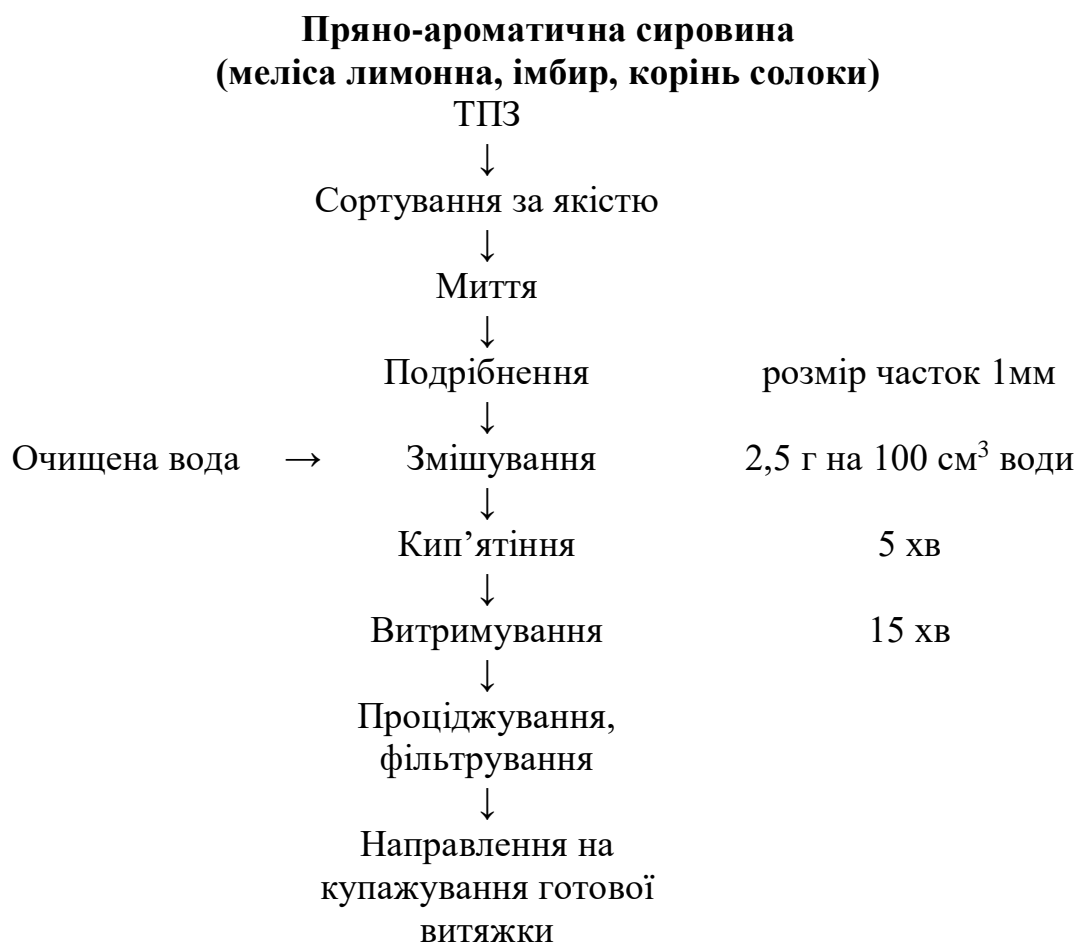 Пряно-ароматична сировина
(меліса лимонна, імбир, корінь солоки)
ТПЗ
↓
Сортування за якістю
↓
Миття
↓
Подрібнення розмір часток 1мм
↓
Очищена вода → Змішування 2,5 г на 100 см³ води
↓
Кип’ятіння 5 хв
↓
Витримування 15 хв
↓
Проціджування,
фільтрування
↓
Направлення на
купажування готової
витяжки